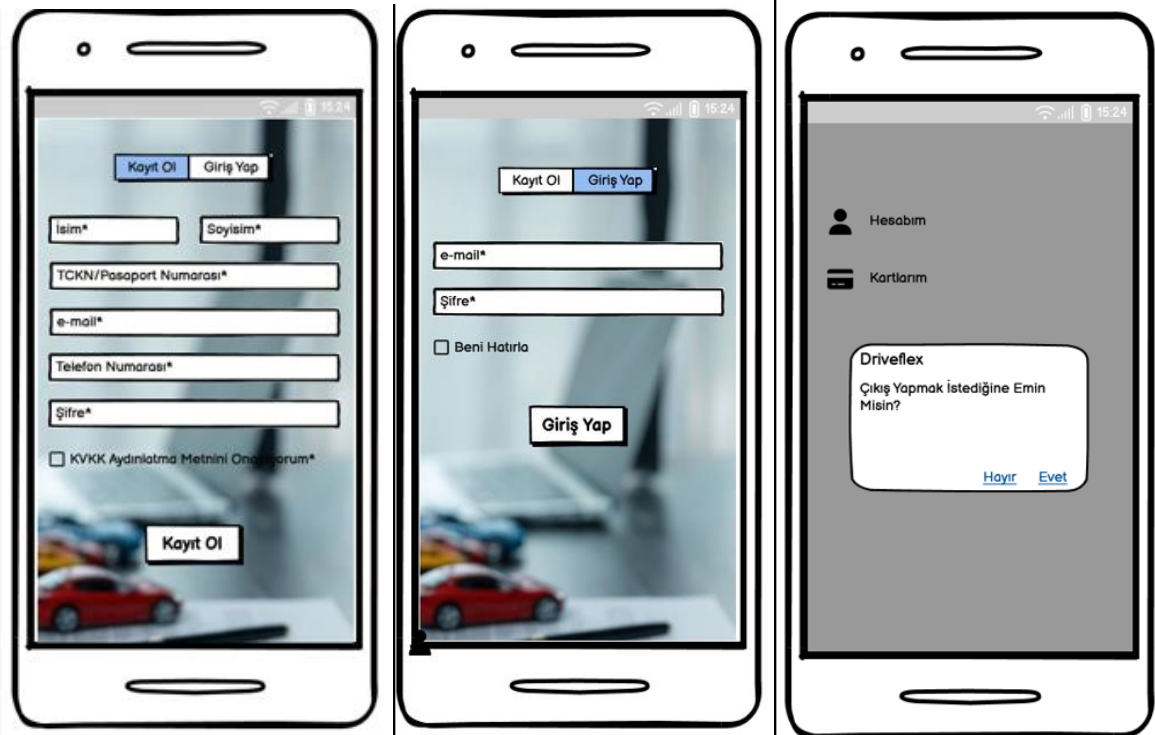 15:24
Kayıt Ol Giriş Yap
İsim* Soyisim*
TCKN/Pasaport Numarası*
e-mail*
Telefon Numarası*
Şifre*
KVKK Aydınlatma Metnini Onaylıyorum*
Kayıt Ol
15:24
Kayıt Ol Giriş Yap
e-mail*
Şifre*
Beni Hatırla
Giriş Yap
15:24
Hesabım
Kartlarım
Driveflex
Çıkış Yapmak İstediğine Emin
Misin?
Hayır Evet